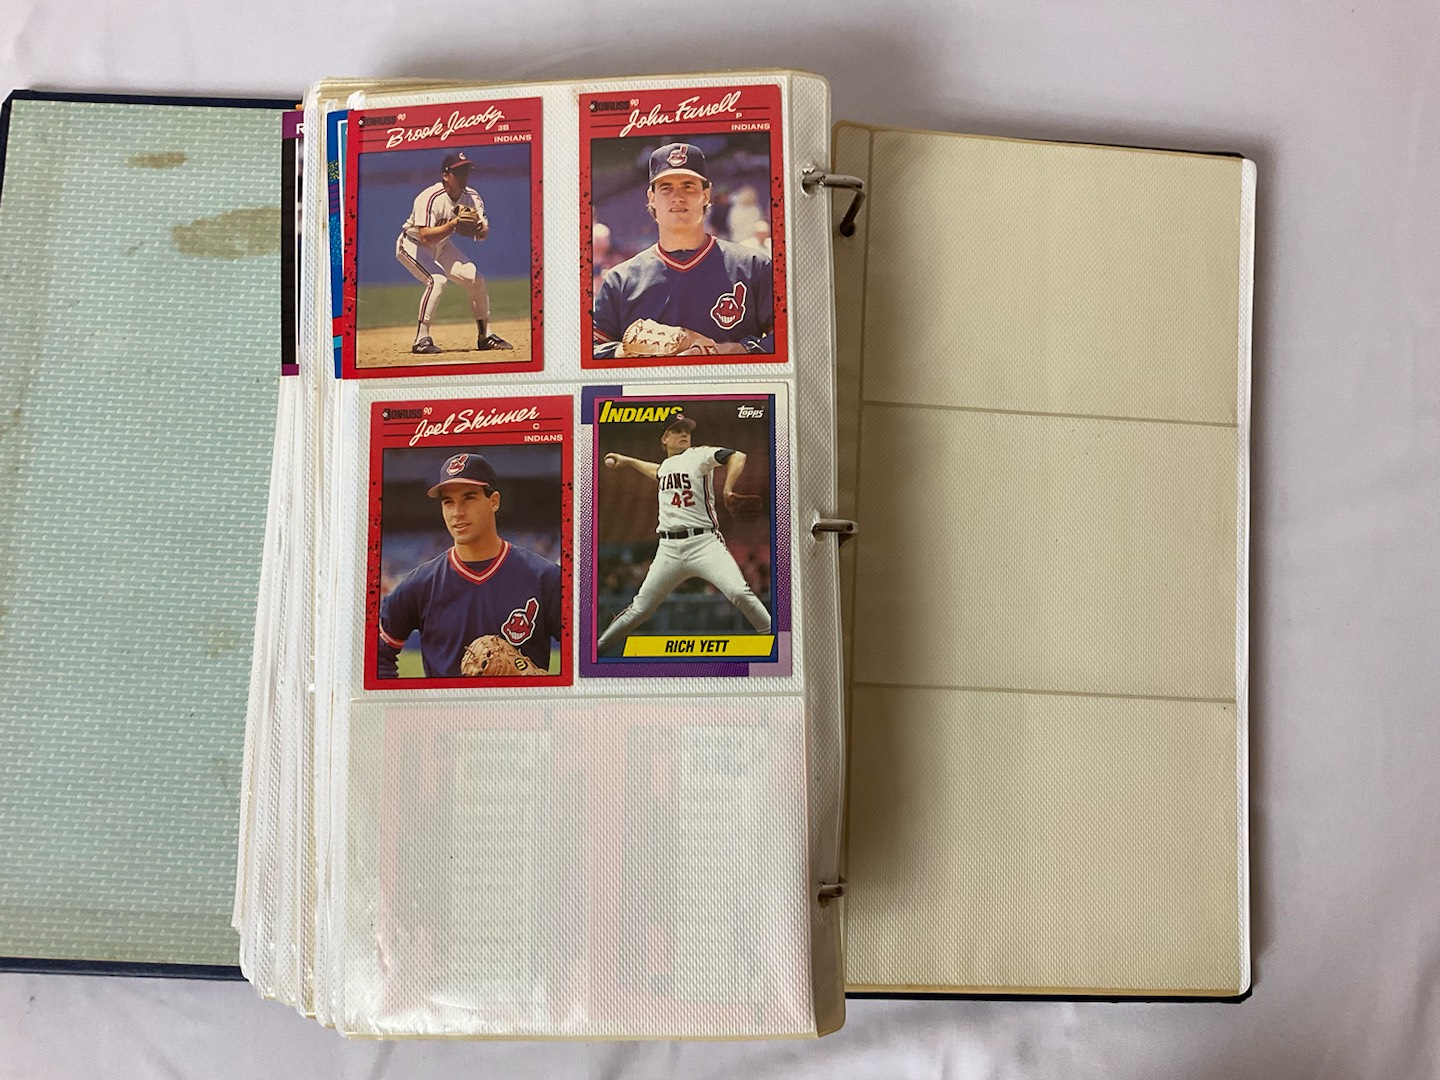 DONRUSS 90
Brook Jacoby
3B
INDIANS
DONRUSS 90
John Farrell
P
INDIANS
DONRUSS 90
Joel Skinner
C
INDIANS
INDIANS
topps
IANS
42
RICH YETT